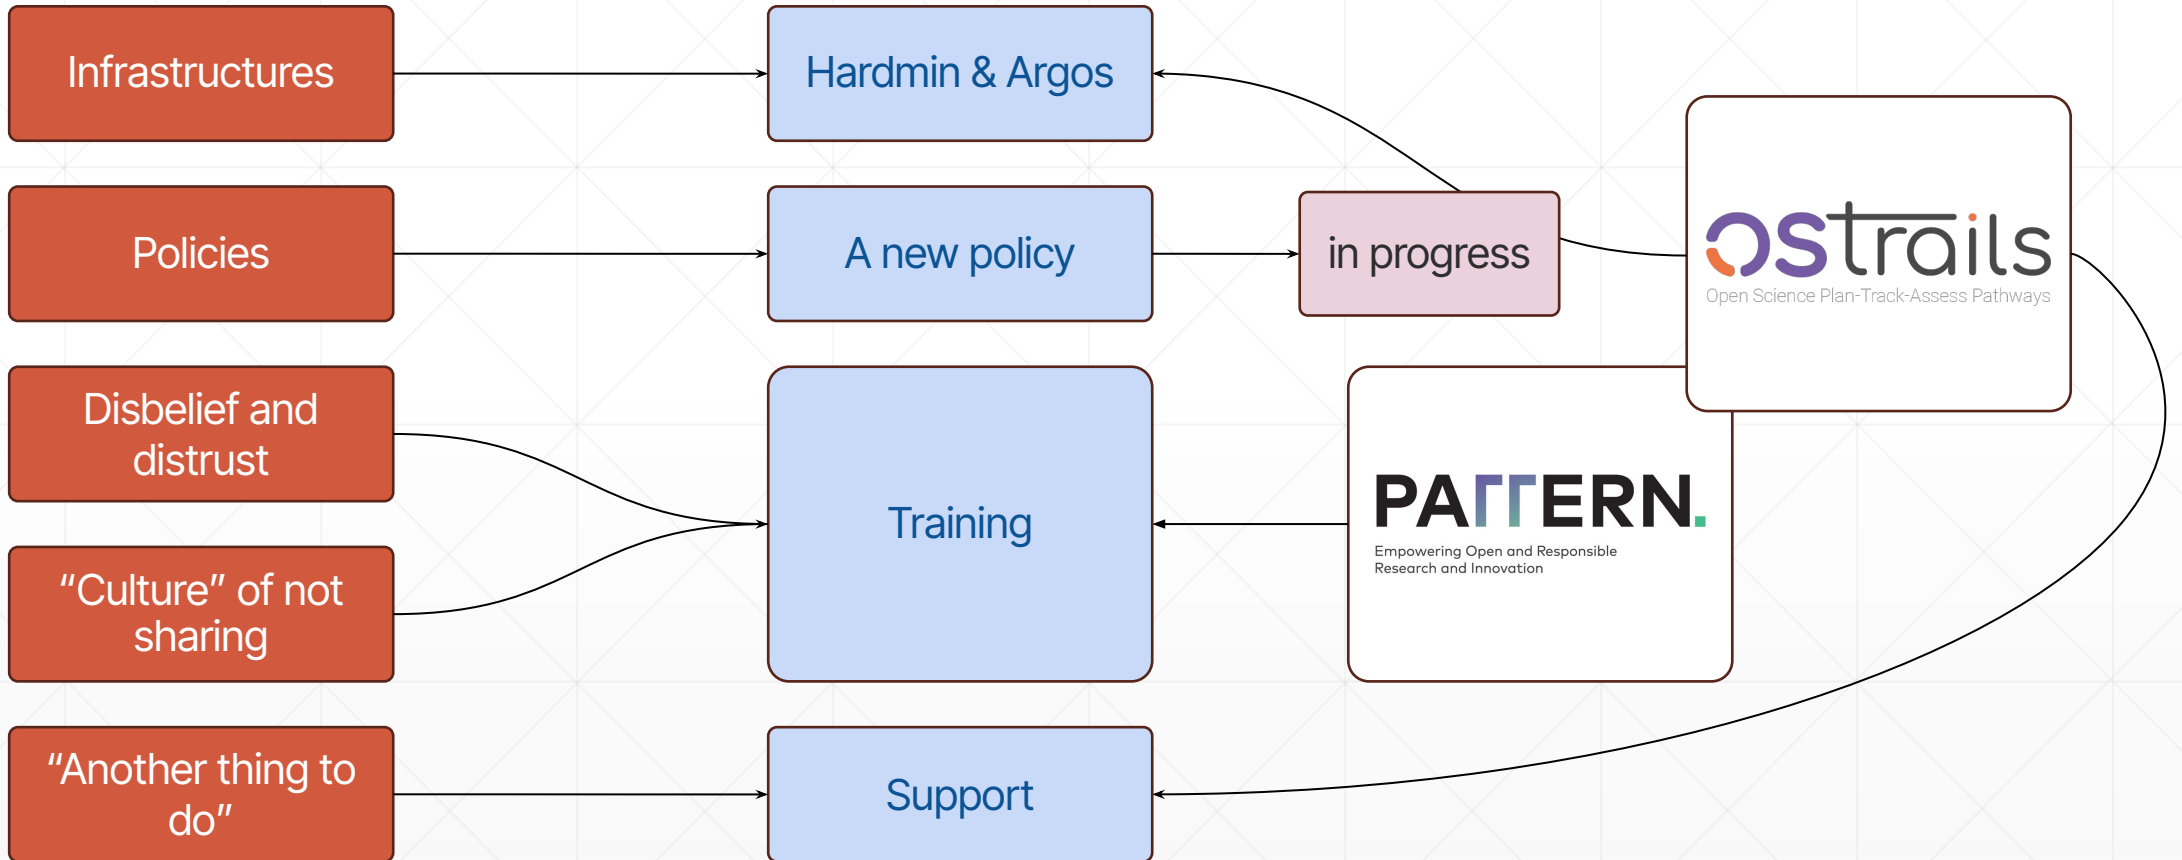 Infrastructures
Hardmin & Argos
Policies
A new policy
in progress
OStrails
Open Science Plan-Track-Assess Pathways
Disbelief and
distrust
“Culture” of not
sharing
Training
PATTERN.
Empowering Open and Responsible
Research and Innovation
“Another thing to
do”
Support